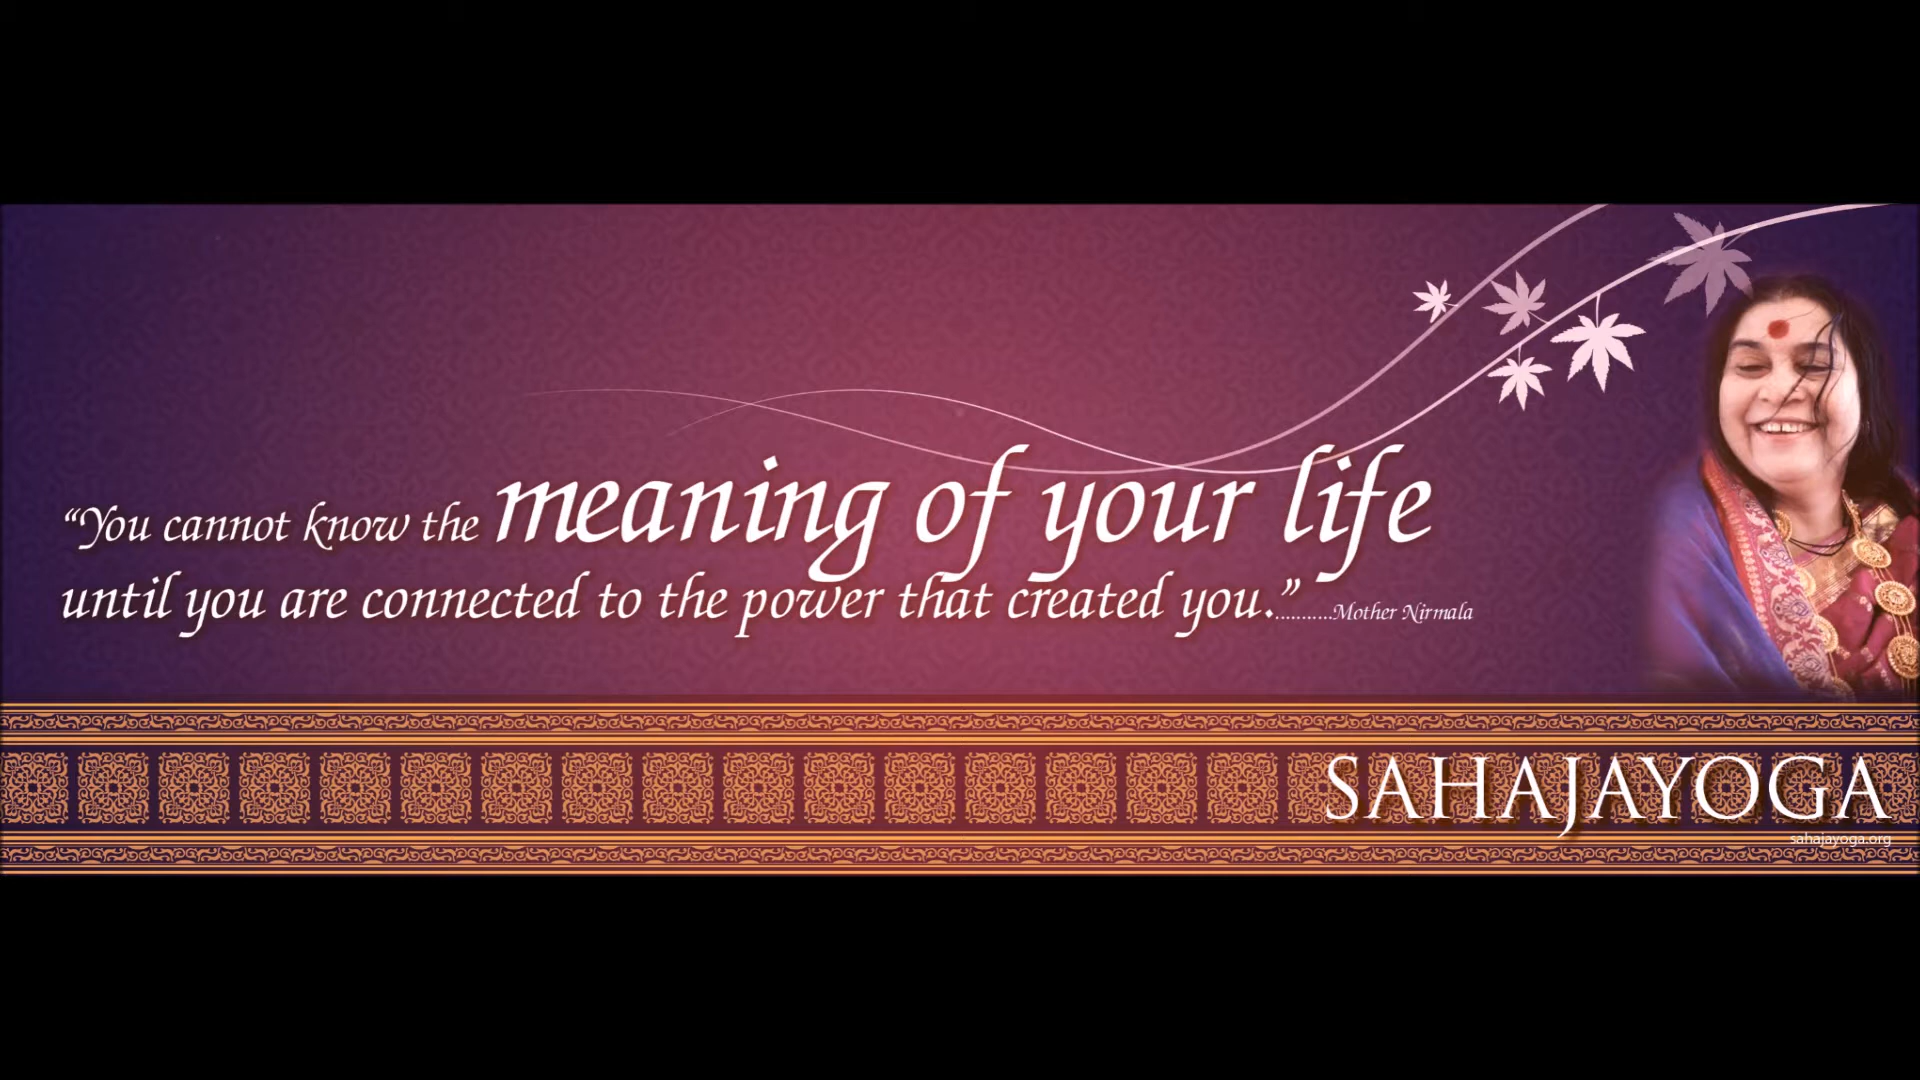 “You cannot know the meaning of your life
until you are connected to the power that created you.”...........Mother Nirmala
SAHAJAYOGA
sahajayoga.org